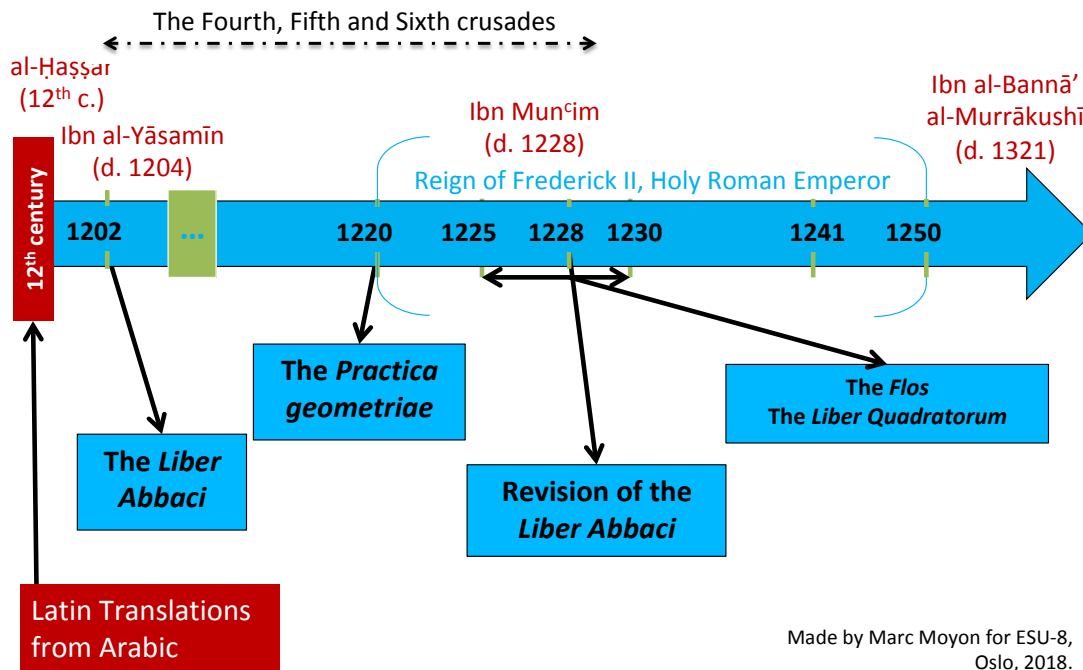 The Fourth, Fifth and Sixth crusades
al-Ḥaṣṣār
(12th c.)
Ibn al-Yāsamīn
(d. 1204)
Ibn Munʿim
(d. 1228)
Ibn al-Bannā’
al-Murrākushī
(d. 1321)
Reign of Frederick II, Holy Roman Emperor
12th century
1202
...
1220
1225
1228
1230
1241
1250
The Practica
geometriae
The Flos
The Liber Quadratorum
The Liber
Abbaci
Revision of the
Liber Abbaci
Latin Translations
from Arabic
Made by Marc Moyon for ESU-8,
Oslo, 2018.